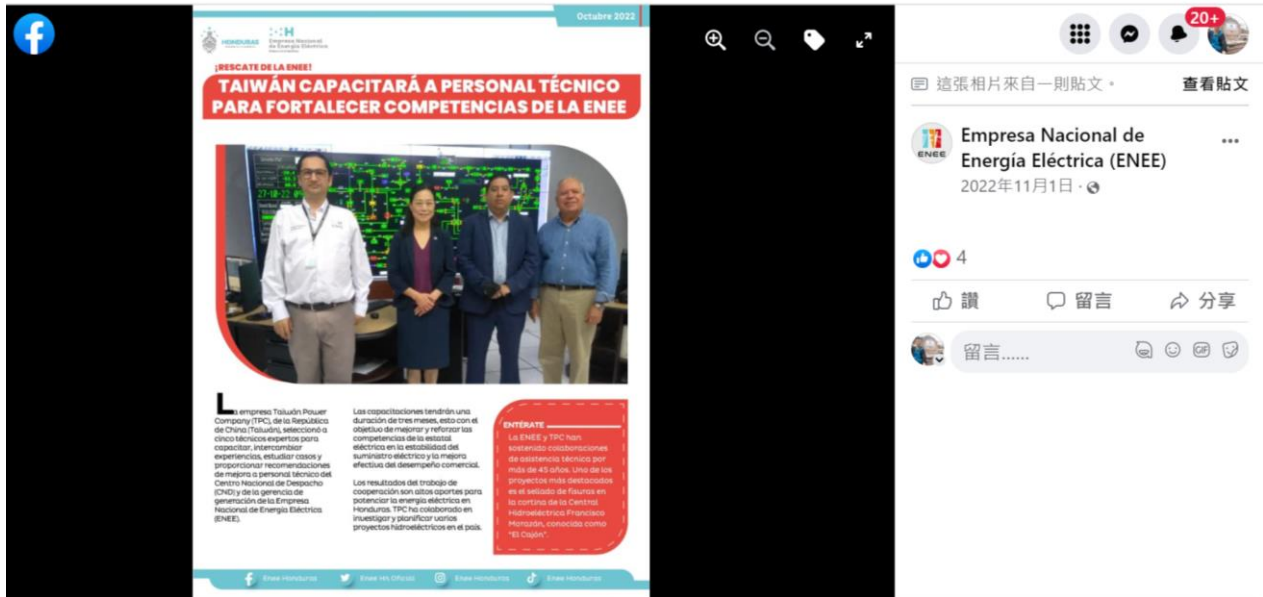 Octubre 2022
HONDURAS
Empresa Nacional
de Energía Eléctrica
¡RESCATE DE LA ENEE!
TAIWÁN CAPACITARÁ A PERSONAL TÉCNICO
PARA FORTALECER COMPETENCIAS DE LA ENEE
27-10-22
La empresa Taiwán Power
Company (TPC), de la República
de China (Taiwán), seleccionó a
cinco técnicos expertos para
capacitar, intercambiar
experiencias, estudiar casos y
proporcionar recomendaciones
de mejora a personal técnico del
Centro Nacional de Despacho
(CND) y de la gerencia de
generación de la Empresa
Nacional de Energía Eléctrica
(ENEE).
Las capacitaciones tendrán una
duración de tres meses, esto con el
objetivo de mejorar y reforzar las
competencias de la estatal
eléctrica en la estabilidad del
suministro eléctrico y la mejora
efectiva del desempeño comercial.
Los resultados del trabajo de
cooperación son altos aportes para
potenciar la energía eléctrica en
Honduras. TPC ha colaborado en
investigar y planificar varios
proyectos hidroeléctricos en el país.
ENTÉRATE
La ENEE y TPC han
sostenido colaboraciones
de asistencia técnica por
más de 45 años. Uno de los
proyectos más destacados
es el sellado de fisuras en
la cortina de la Central
Hidroeléctrica Francisco
Morazán, conocida como
"El Cajón".
Enee Honduras
Enee Hn.Oficial
Enee Honduras
Enee Honduras
20+
這張相片來自一則貼文。
查看貼文
ENEE
Empresa Nacional de
Energía Eléctrica (ENEE)
2022年11月1日
4
讚
留言
分享
留言......
GIF